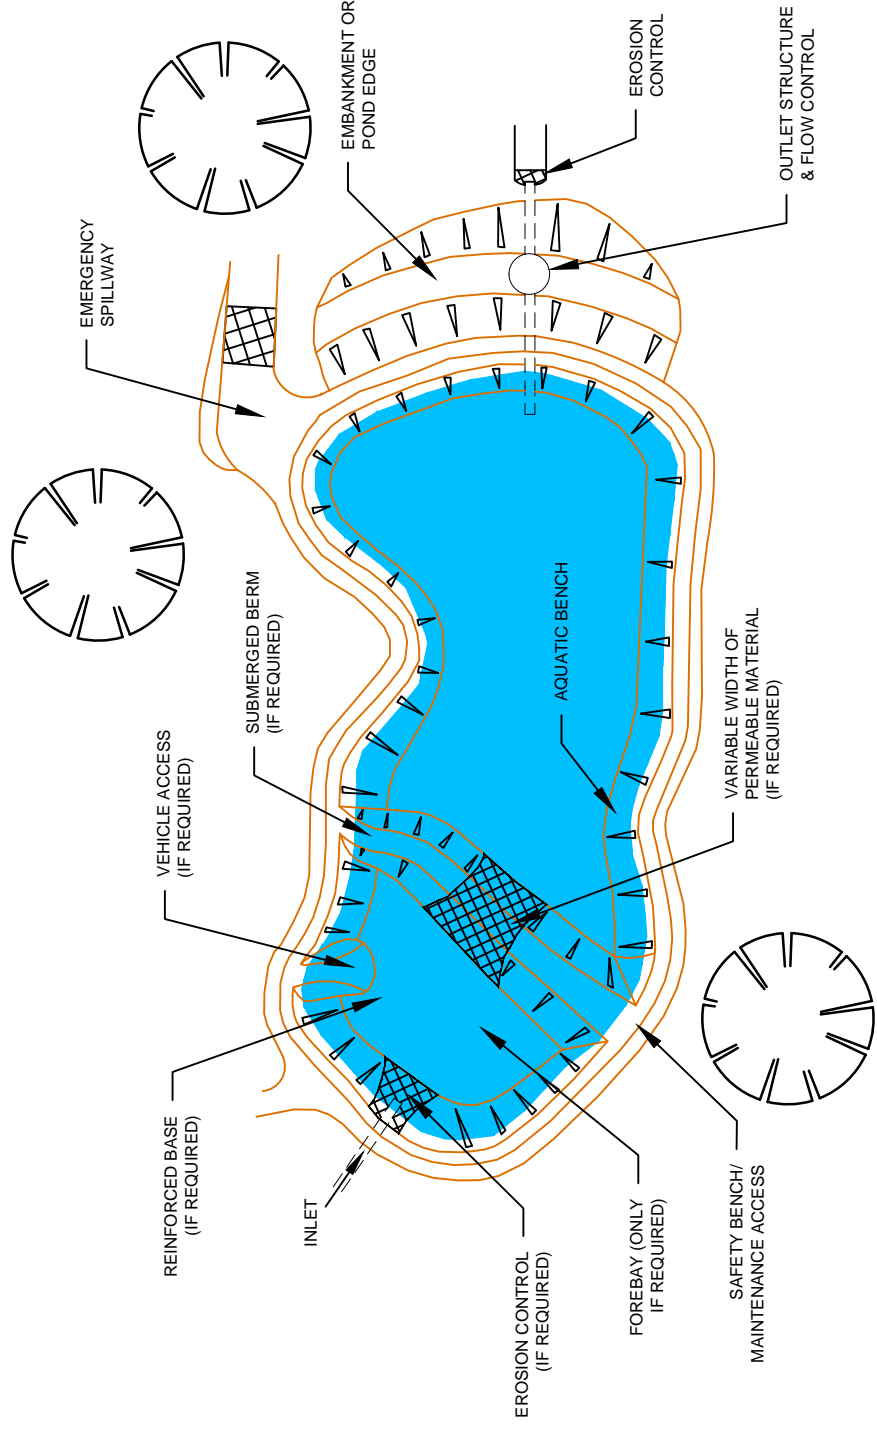 EMBANKMENT OR
POND EDGE
EROSION
CONTROL
OUTLET STRUCTURE
& FLOW CONTROL
EMERGENCY
SPILLWAY
SUBMERGED BERM
(IF REQUIRED)
VEHICLE ACCESS
(IF REQUIRED)
AQUATIC BENCH
VARIABLE WIDTH OF
PERMEABLE MATERIAL
(IF REQUIRED)
REINFORCED BASE
(IF REQUIRED)
INLET
EROSION CONTROL
(IF REQUIRED)
FOREBAY (ONLY
IF REQUIRED)
SAFETY BENCH/
MAINTENANCE ACCESS